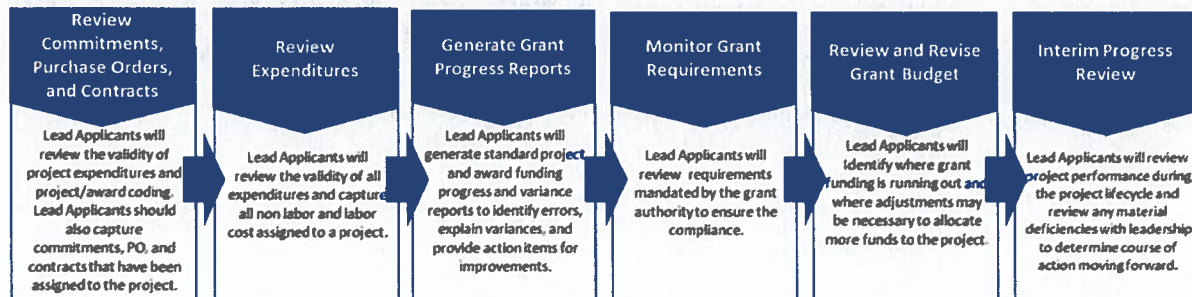 Review
Commitments,
Purchase Orders,
and Contracts
Lead Applicants will
review the validity of
project expenditures and
project/award coding.
Lead Applicants should
also capture
commitments, PO, and
contracts that have been
assigned to the project.
Review
Expenditures
Lead Applicants will
review the validity of all
expenditures and capture
all non labor and labor
cost assigned to a project.
Generate Grant
Progress Reports
Lead Applicants will
generate standard project
and award funding
progress and variance
reports to identify errors,
explain variances, and
provide action items for
improvements.
Monitor Grant
Requirements
Lead Applicants will
review requirements
mandated by the grant
authority to ensure the
compliance.
Review and Revise
Grant Budget
Lead Applicants will
identify where grant
funding is running out and
where adjustments may
be necessary to allocate
more funds to the project.
Interim Progress
Review
Lead Applicants will review
project performance during
the project lifecycle and
review any material
deficiencies with leadership
to determine course of
action moving forward.